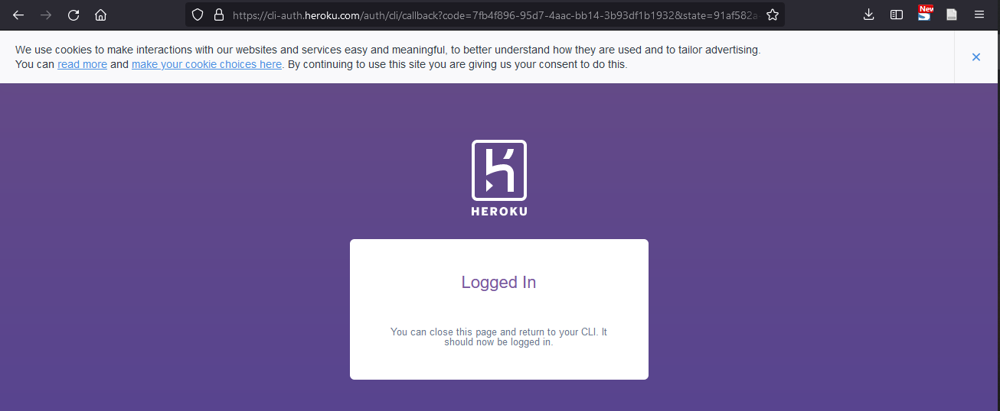 https://cli-auth.heroku.com/auth/cli/callback?code=7fb4f896-95d7-4aac-bb14-3b93df1b1932&state=91af582a
New
We use cookies to make interactions with our websites and services easy and meaningful, to better understand how they are used and to tailor advertising.
You can read more and make your cookie choices here. By continuing to use this site you are giving us your consent to do this.
HEROKU
Logged In
You can close this page and return to your CLI. It
should now be logged in.